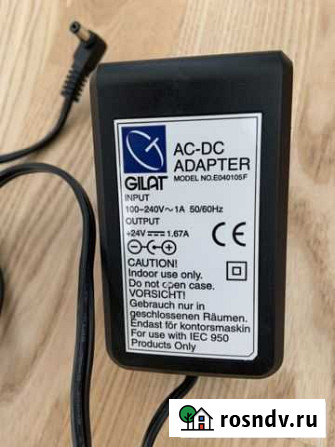 AC-DC
ADAPTER
GILAT
MODEL NO.E040105F
INPUT
100-240V~1A 50/60Hz
OUTPUT
+24V⎓1.67A
CE
CAUTION!
Indoor use only.
Do not open case.
VORSICHT!
Gebrauch nur in
geschlossenen Räumen.
Endast för kontorsmaskin
For use with IEC 950
Products Only
rosndv.ru